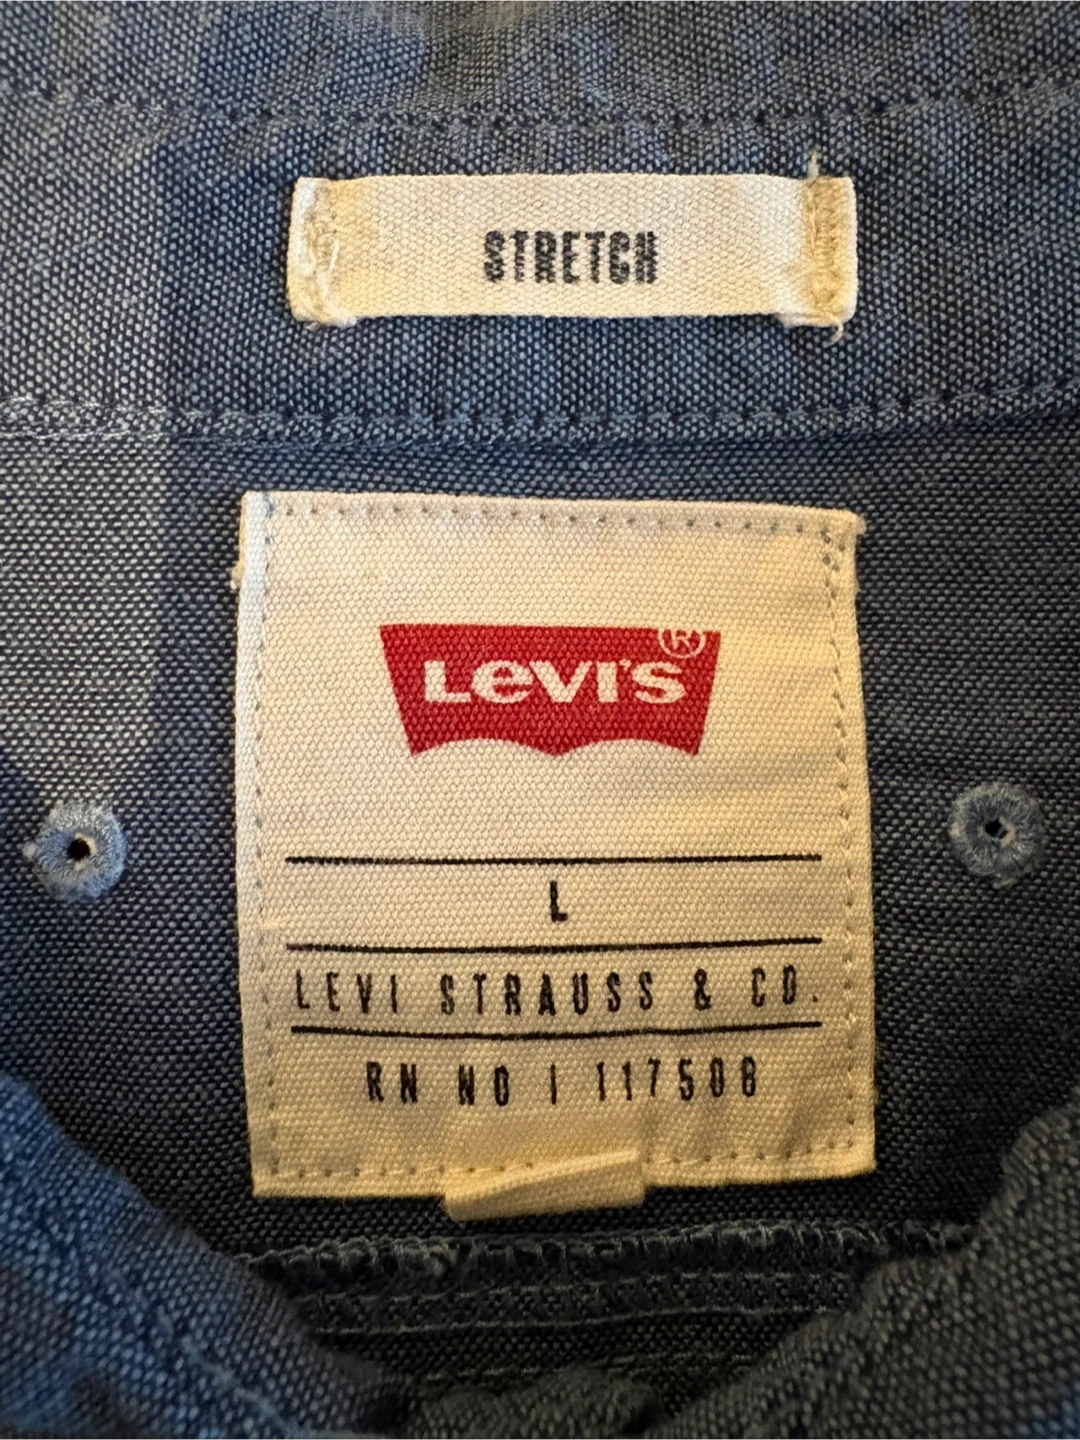 STRETCH
LEVI'S®
L
LEVI STRAUSS & CO.
RN NO | 117508